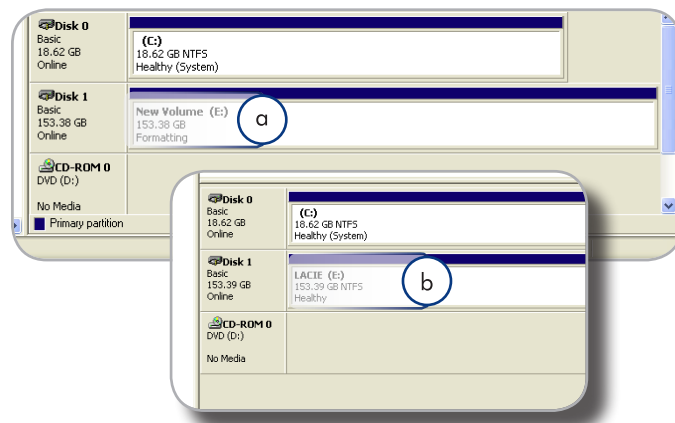 Disk 0
Basic
18.62 GB
Online
(C:)
18.62 GB NTFS
Healthy (System)
Disk 1
Basic
153.38 GB
Online
New Volume (E:)
153.38 GB
Formatting
a
CD-ROM 0
DVD (D:)
No Media
Primary partition
Disk 0
Basic
18.62 GB
Online
(C:)
18.62 GB NTFS
Healthy (System)
Disk 1
Basic
153.39 GB
Online
LACIE (E:)
153.39 GB NTFS
Healthy
b
CD-ROM 0
DVD (D:)
No Media